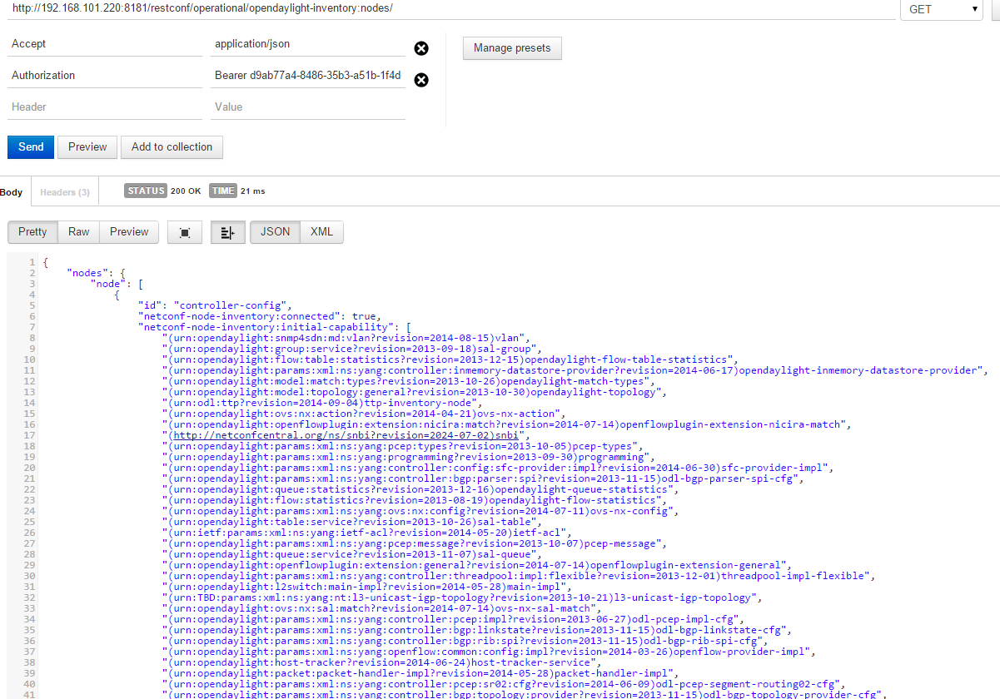 http://192.168.101.220:8181/restconf/operational/opendaylight-inventory:nodes/ GET
Accept application/json
Manage presets
Authorization Bearer d9ab77a4-8486-35b3-a51b-1f4d
Header Value
Send Preview Add to collection
Body Headers (3) STATUS 200 OK TIME 21 ms
Pretty Raw Preview JSON XML
1 {
2 "nodes": {
3 "node": [
4 {
5 "id": "controller-config",
6 "netconf-node-inventory:connected": true,
7 "netconf-node-inventory:initial-capability": [
8 "(urn:opendaylight:snmp4sdn:md:vlan?revision=2014-08-15)vlan",
9 "(urn:opendaylight:group:service?revision=2013-09-18)sal-group",
10 "(urn:opendaylight:flow:table:statistics?revision=2013-12-15)opendaylight-flow-table-statistics",
11 "(urn:opendaylight:params:xml:ns:yang:controller:inmemory-datastore-provider?revision=2014-06-17)opendaylight-inmemory-datastore-provider",
12 "(urn:opendaylight:model:match:types?revision=2013-10-26)opendaylight-match-types",
13 "(urn:opendaylight:model:topology:general?revision=2013-10-30)opendaylight-topology",
14 "(urn:odl:ttp?revision=2014-09-04)ttp-inventory-node",
15 "(urn:opendaylight:ovs:nx:action?revision=2014-04-21)ovs-nx-action",
16 "(urn:opendaylight:openflowplugin:extension:nicira:match?revision=2014-07-14)openflowplugin-extension-nicira-match",
17 "(http://netconfcentral.org/ns/snbi?revision=2024-07-02)snbi",
18 "(urn:opendaylight:params:xml:ns:yang:pcep:types?revision=2013-10-05)pcep-types",
19 "(urn:opendaylight:params:xml:ns:yang:programming?revision=2013-09-30)programming",
20 "(urn:opendaylight:params:xml:ns:yang:controller:config:sfc-provider:impl?revision=2014-06-30)sfc-provider-impl",
21 "(urn:opendaylight:params:xml:ns:yang:controller:bgp:parser:spi?revision=2013-11-15)odl-bgp-parser-spi-cfg",
22 "(urn:opendaylight:queue:statistics?revision=2013-12-16)opendaylight-queue-statistics",
23 "(urn:opendaylight:flow:statistics?revision=2013-08-19)opendaylight-flow-statistics",
24 "(urn:opendaylight:params:xml:ns:yang:ovs:nx:config?revision=2014-07-11)ovs-nx-config",
25 "(urn:opendaylight:table:service?revision=2013-10-26)sal-table",
26 "(urn:ietf:params:xml:ns:yang:ietf-acl?revision=2014-05-20)ietf-acl",
27 "(urn:opendaylight:params:xml:ns:yang:pcep:message?revision=2013-10-07)pcep-message",
28 "(urn:opendaylight:queue:service?revision=2013-11-07)sal-queue",
29 "(urn:opendaylight:openflowplugin:extension:general?revision=2014-07-14)openflowplugin-extension-general",
30 "(urn:opendaylight:params:xml:ns:yang:controller:threadpool:impl:flexible?revision=2013-12-01)threadpool-impl-flexible",
31 "(urn:opendaylight:l2switch:main-impl?revision=2014-05-28)main-impl",
32 "(urn:TBD:params:xml:ns:yang:nt:l3-unicast-igp-topology?revision=2013-10-21)l3-unicast-igp-topology",
33 "(urn:opendaylight:ovs:nx:sal:match?revision=2014-07-14)ovs-nx-sal-match",
34 "(urn:opendaylight:params:xml:ns:yang:controller:pcep:impl?revision=2013-06-27)odl-pcep-impl-cfg",
35 "(urn:opendaylight:params:xml:ns:yang:controller:bgp:linkstate?revision=2013-11-15)odl-bgp-linkstate-cfg",
36 "(urn:opendaylight:params:xml:ns:yang:controller:bgp:rib:spi?revision=2013-11-15)odl-bgp-rib-spi-cfg",
37 "(urn:opendaylight:params:xml:ns:yang:openflow:common:config:impl?revision=2014-03-26)openflow-provider-impl",
38 "(urn:opendaylight:host-tracker?revision=2014-06-24)host-tracker-service",
39 "(urn:opendaylight:packet:packet-handler-impl?revision=2014-05-28)packet-handler-impl",
40 "(urn:opendaylight:params:xml:ns:yang:controller:pcep:sr02:cfg?revision=2014-06-09)odl-pcep-segment-routing02-cfg",
41 "(urn:opendaylight:params:xml:ns:yang:controller:bgp:topology:provider?revision=2013-11-15)odl-bgp-topology-provider-cfg",